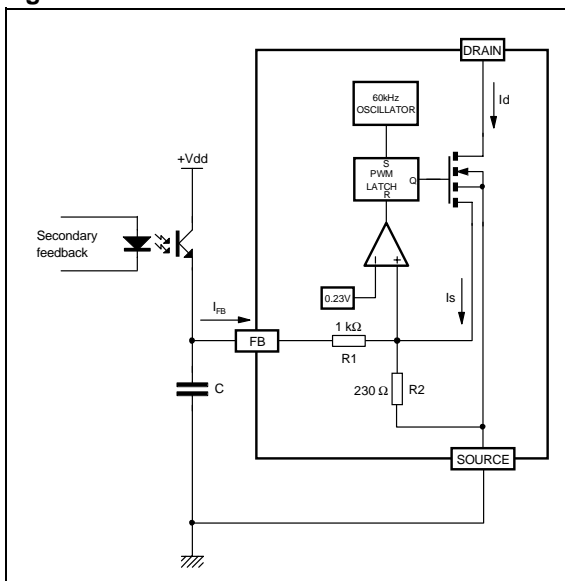 DRAIN
60kHz
OSCILLATOR
Id
+Vdd
S
PWM
LATCH
Q
R
Secondary
feedback
0.23V
Is
I_FB
1 kΩ
FB
R1
C
230 Ω
R2
SOURCE